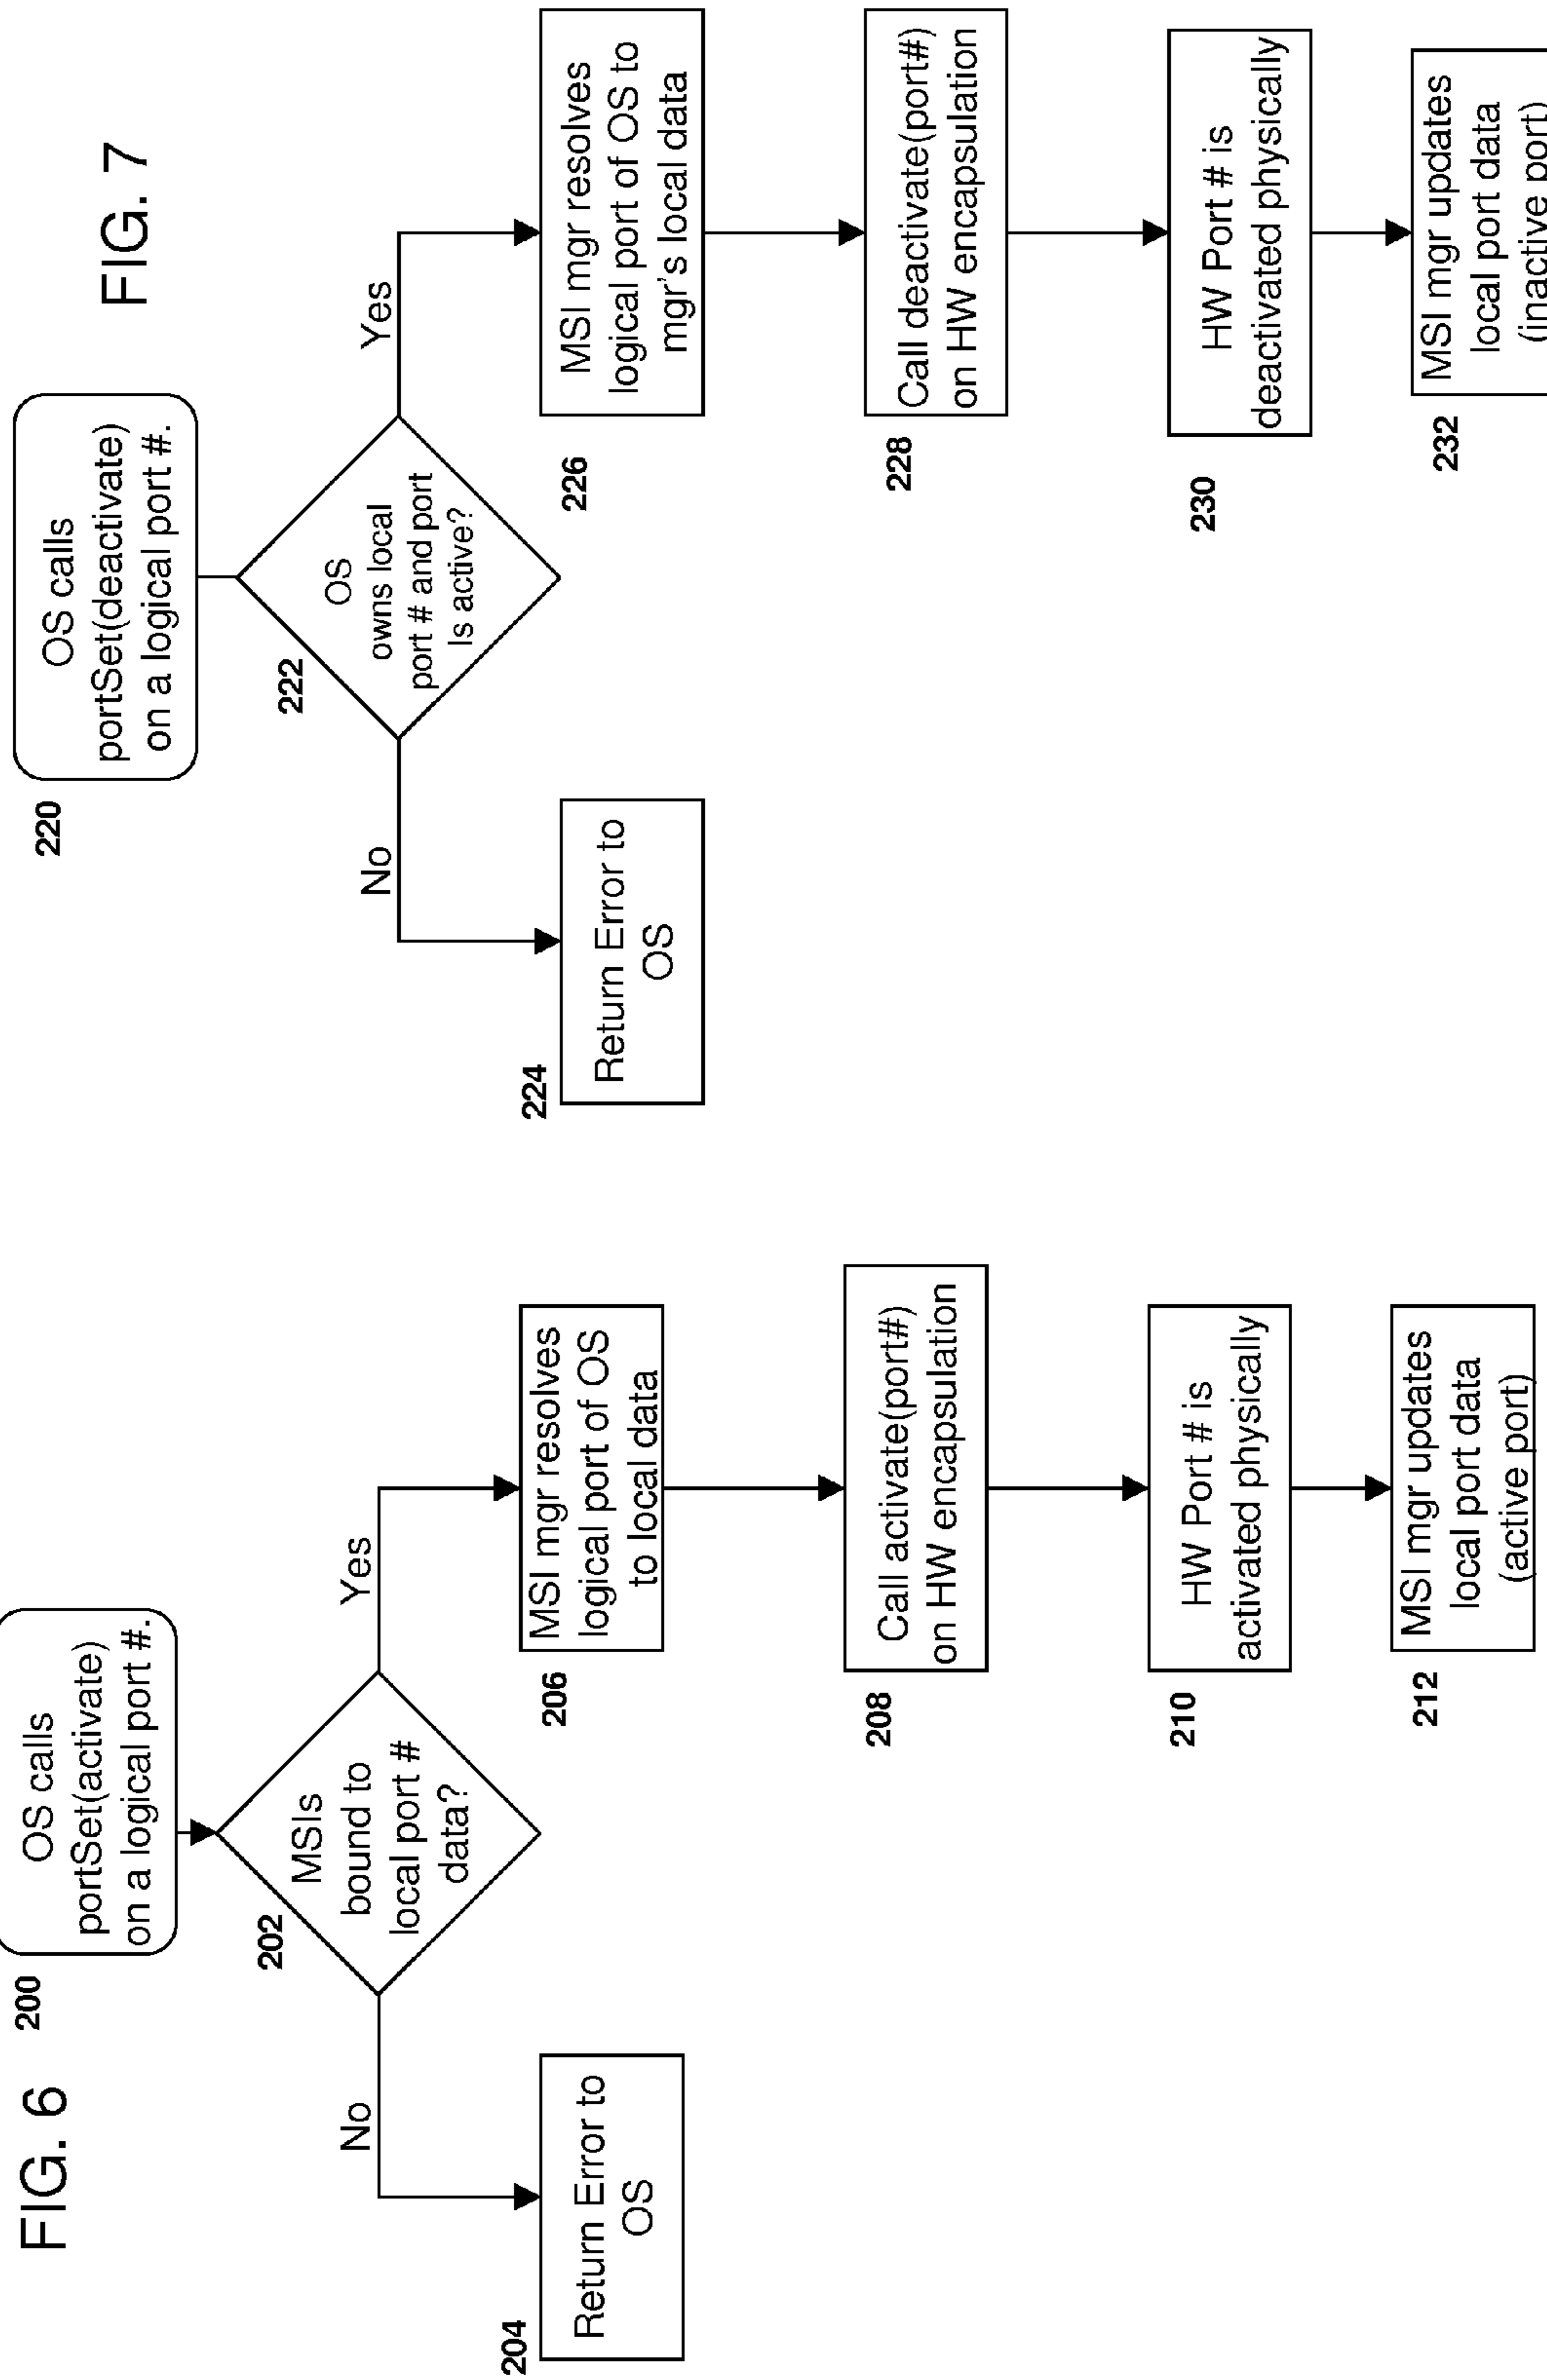 FIG. 6
200
OS calls
portSet(activate)
on a logical port #.
202
MSIs
bound to
local port #
data?
No
Yes
204
Return Error to
OS
206
MSI mgr resolves
logical port of OS
to local data
208
Call activate(port#)
on HW encapsulation
210
HW Port # is
activated physically
212
MSI mgr updates
local port data
(active port)
FIG. 7
220
OS calls
portSet(deactivate)
on a logical port #.
222
OS
owns local
port # and port
Is active?
No
Yes
224
Return Error to
OS
226
MSI mgr resolves
logical port of OS to
mgr's local data
228
Call deactivate(port#)
on HW encapsulation
230
HW Port # is
deactivated physically
232
MSI mgr updates
local port data
(inactive port)